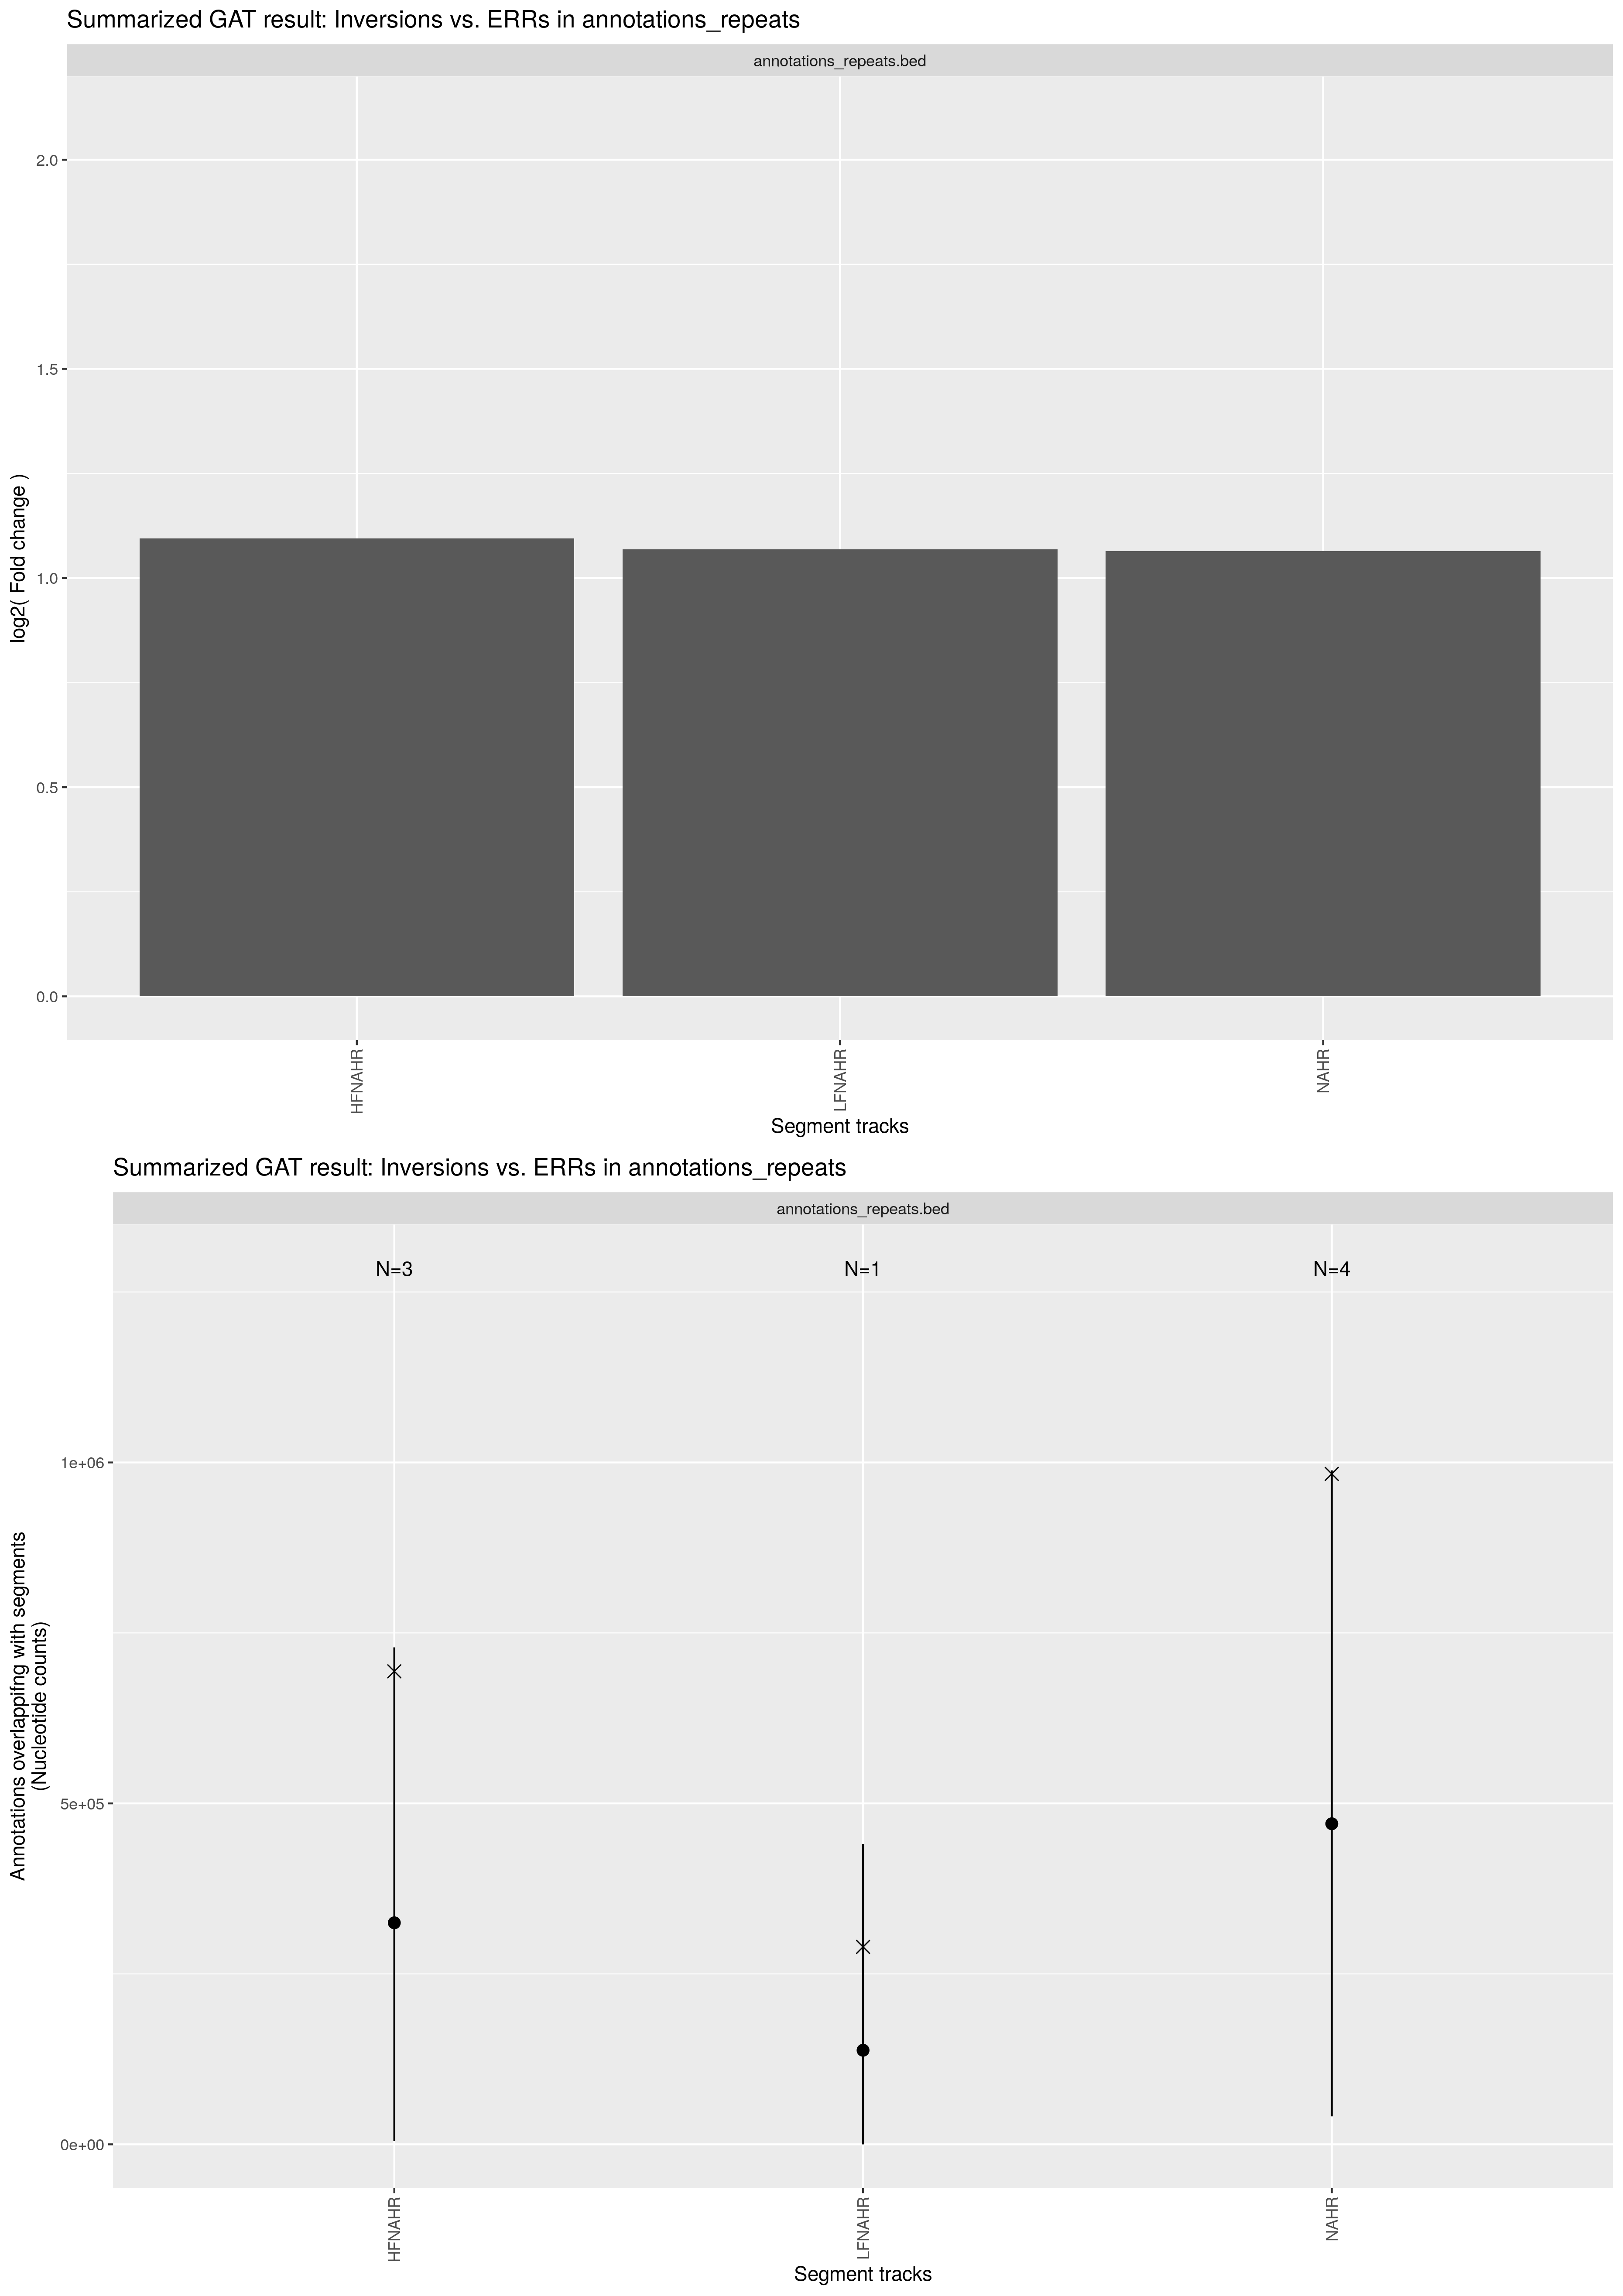 Summarized GAT result: Inversions vs. ERRs in annotations_repeats
annotations_repeats.bed
2.0
1.5
1.0
0.5
0.0
log2( Fold change )
HFNAHR
LFNAHR
NAHR
Segment tracks
Summarized GAT result: Inversions vs. ERRs in annotations_repeats
annotations_repeats.bed
N=3
N=1
N=4
1e+06
5e+05
0e+00
Annotations overlappifng with segments
(Nucleotide counts)
HFNAHR
LFNAHR
NAHR
Segment tracks